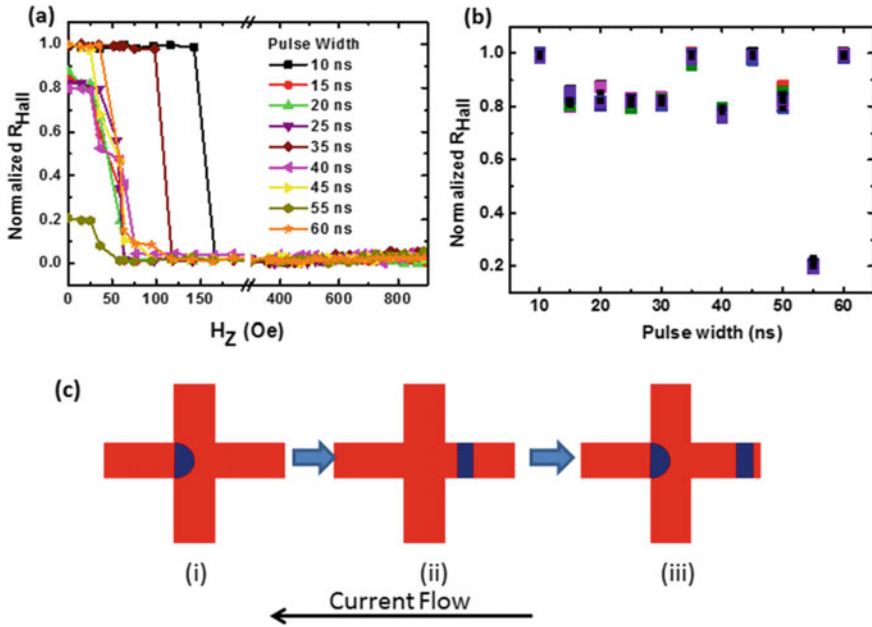 (a)
Normalized R_Hall
1.0
0.8
0.6
0.4
0.2
0.0
0 50 100 150 400 600 800
H_Z (Oe)
Pulse Width
10 ns
15 ns
20 ns
25 ns
35 ns
40 ns
45 ns
55 ns
60 ns
(b)
Normalized R_Hall
1.0
0.8
0.6
0.4
0.2
10 20 30 40 50 60
Pulse width (ns)
(c)
(i) (ii) (iii)
Current Flow